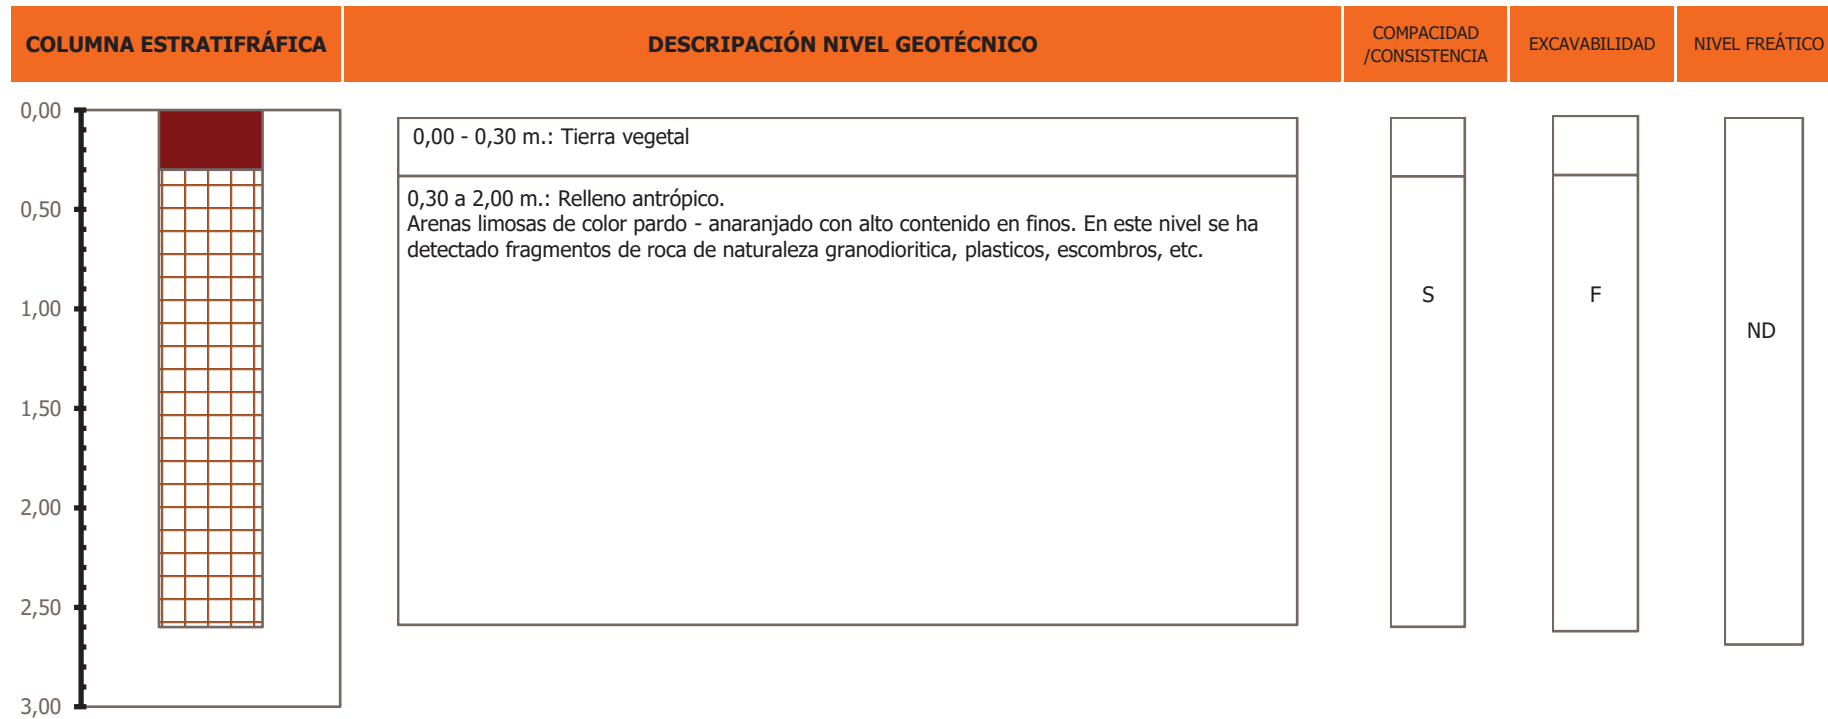 COLUMNA ESTRATIFRÁFICA
DESCRIPACIÓN NIVEL GEOTÉCNICO
COMPACIDAD
/CONSISTENCIA
EXCAVABILIDAD
NIVEL FREÁTICO
0,00
0,50
1,00
1,50
2,00
2,50
3,00
0,00 - 0,30 m.: Tierra vegetal
0,30 a 2,00 m.: Relleno antrópico.
Arenas limosas de color pardo - anaranjado con alto contenido en finos. En este nivel se ha
detectado fragmentos de roca de naturaleza granodioritica, plasticos, escombros, etc.
S
F
ND